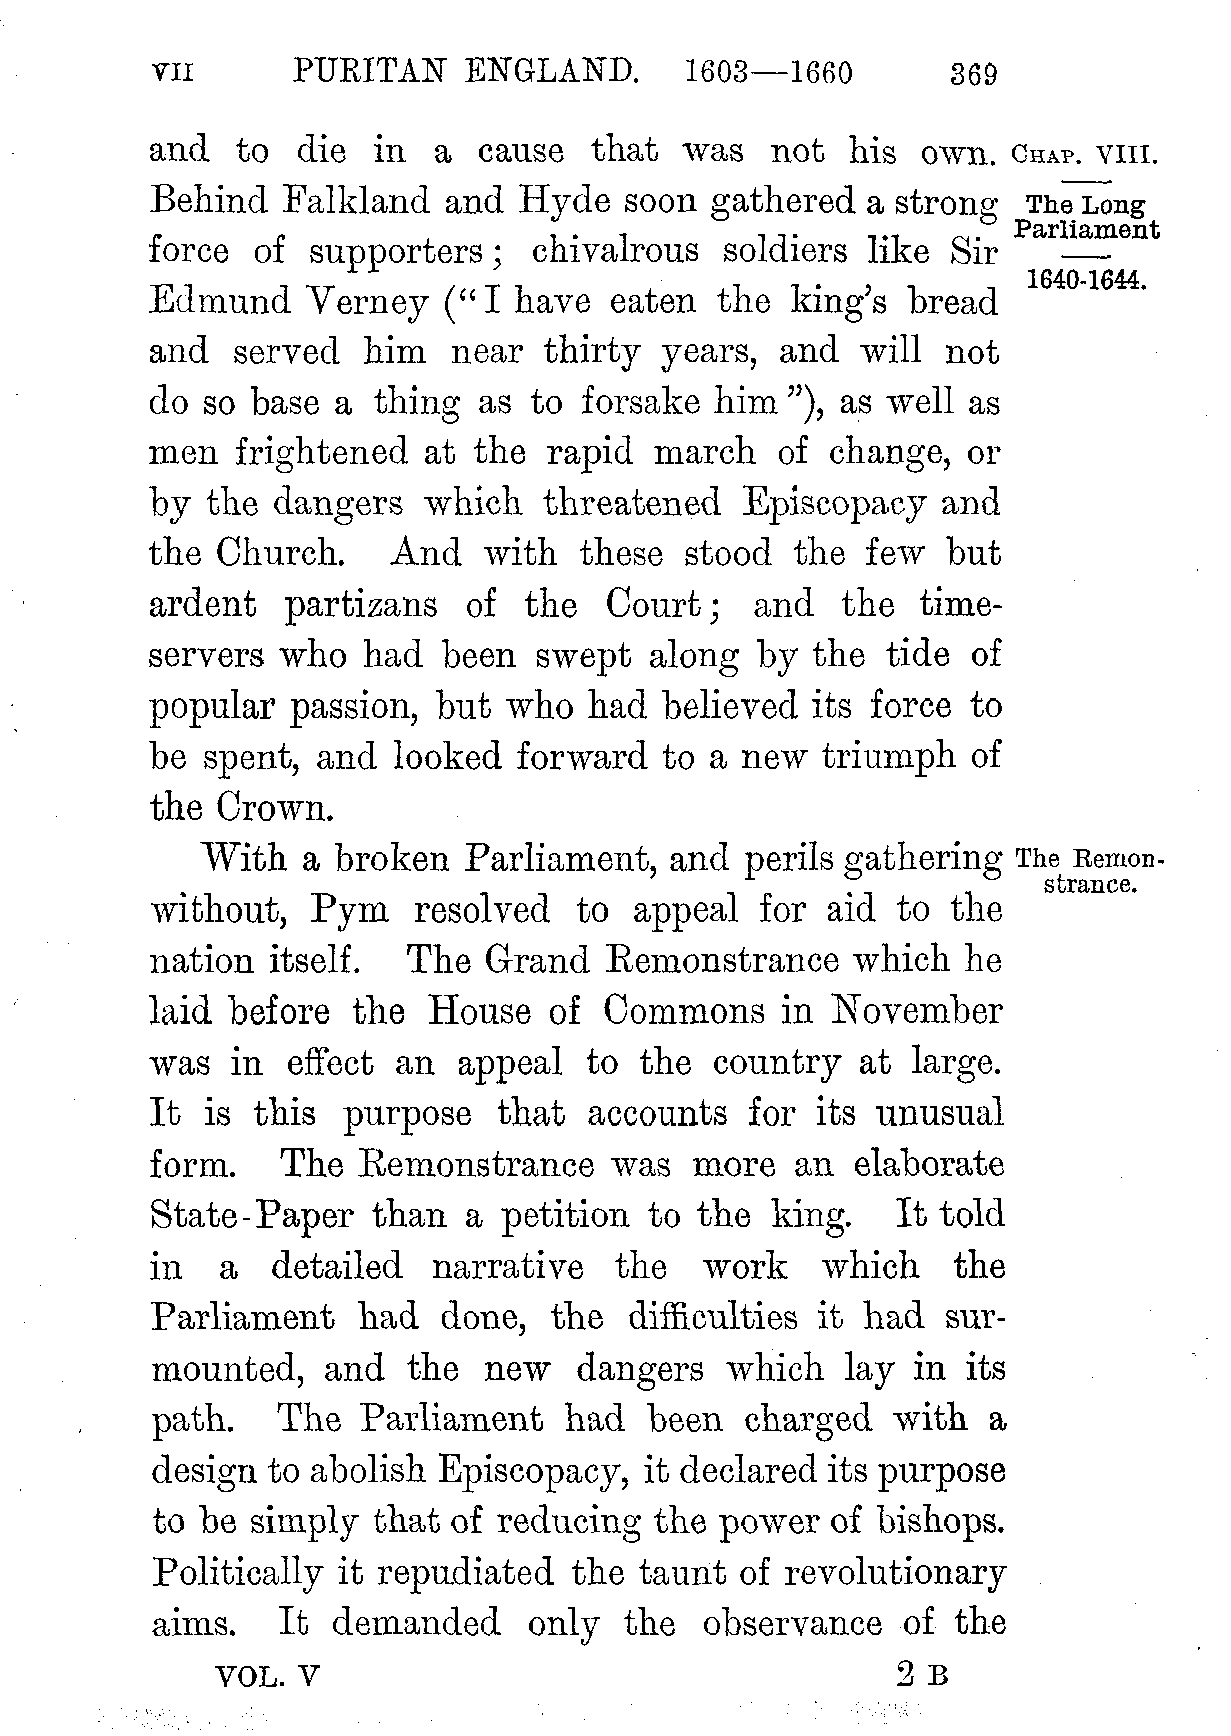 VII PURITAN ENGLAND. 1603—1660 369
and to die in a cause that was not his own.
Behind Falkland and Hyde soon gathered a strong
force of supporters; chivalrous soldiers like Sir
Edmund Verney (“I have eaten the king’s bread
and served him near thirty years, and will not
do so base a thing as to forsake him”), as well as
men frightened at the rapid march of change, or
by the dangers which threatened Episcopacy and
the Church. And with these stood the few but
ardent partizans of the Court; and the time-
servers who had been swept along by the tide of
popular passion, but who had believed its force to
be spent, and looked forward to a new triumph of
the Crown.
With a broken Parliament, and perils gathering
without, Pym resolved to appeal for aid to the
nation itself. The Grand Remonstrance which he
laid before the House of Commons in November
was in effect an appeal to the country at large.
It is this purpose that accounts for its unusual
form. The Remonstrance was more an elaborate
State-Paper than a petition to the king. It told
in a detailed narrative the work which the
Parliament had done, the difficulties it had sur-
mounted, and the new dangers which lay in its
path. The Parliament had been charged with a
design to abolish Episcopacy, it declared its purpose
to be simply that of reducing the power of bishops.
Politically it repudiated the taunt of revolutionary
aims. It demanded only the observance of the
CHAP. VIII.
The Long
Parliament
1640-1644.
The Remon-
strance.
VOL. V 2 B